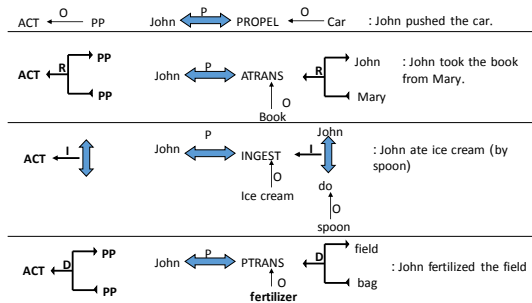 ACT O PP John P PROPEL O Car : John pushed the car.
ACT R PP PP John P ATRANS O Book R John Mary : John took the book
from Mary.
ACT I John P INGEST O Ice cream I John do O spoon : John ate ice cream (by
spoon)
ACT D PP PP John P PTRANS O fertilizer D field bag : John fertilized the field